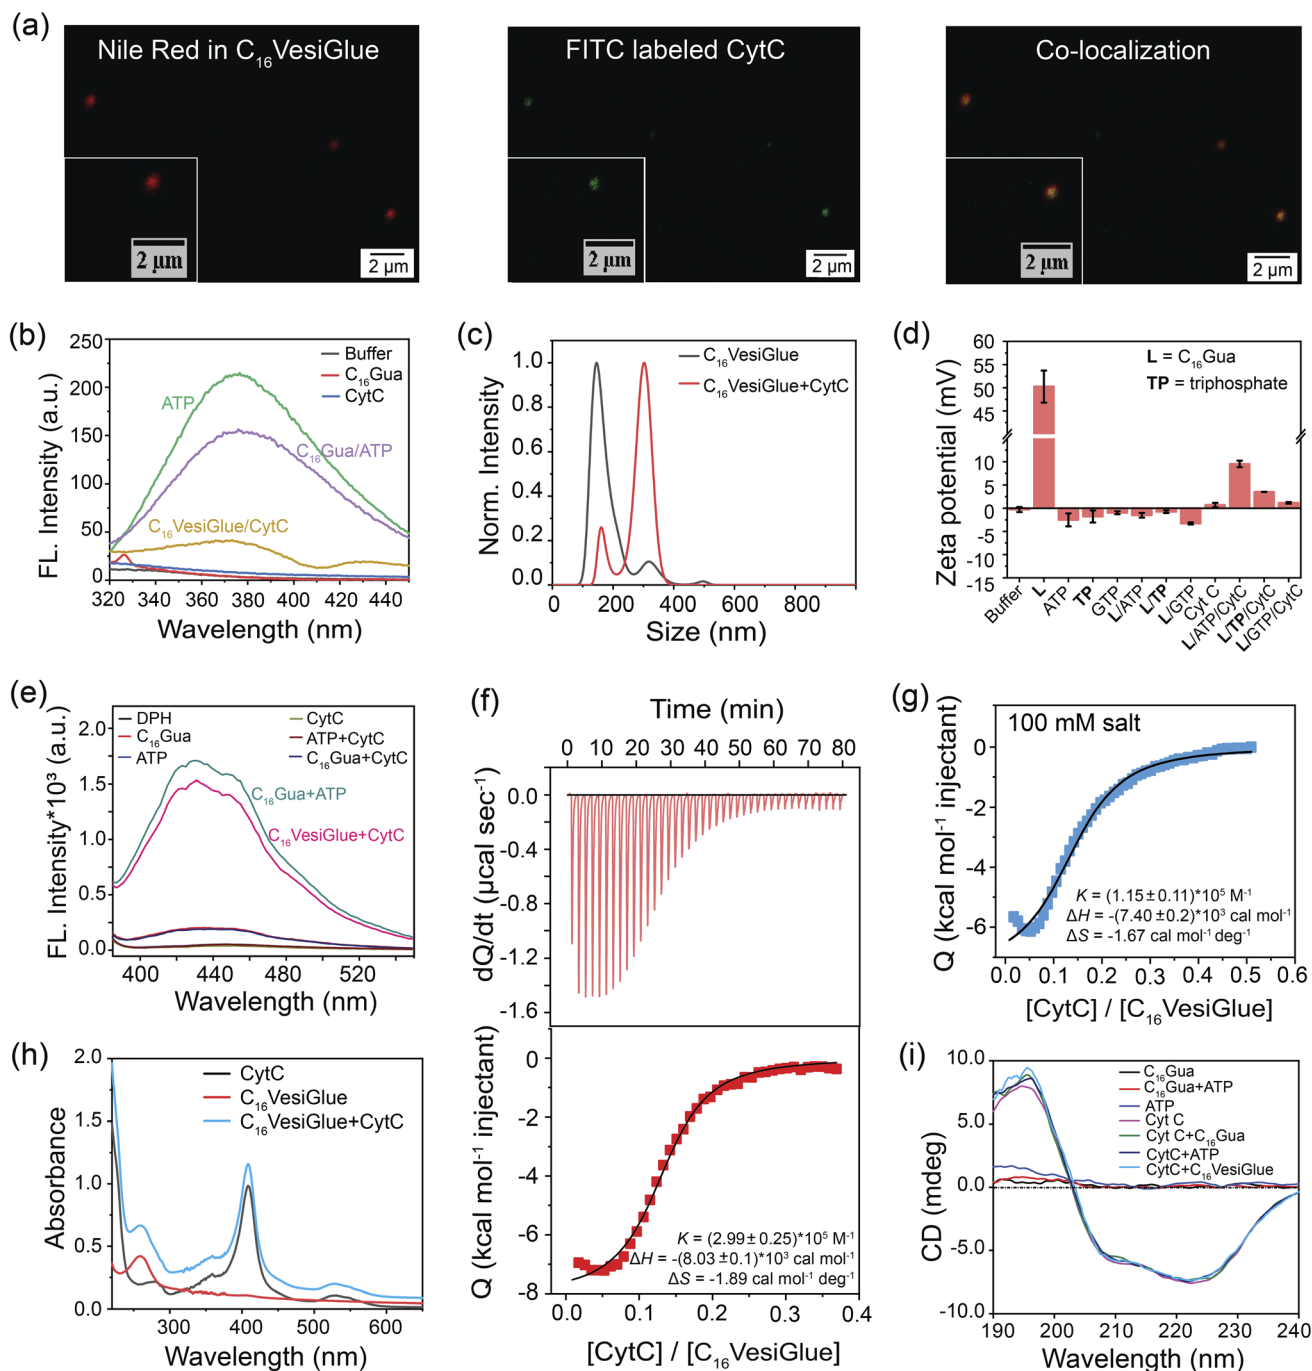 (a)
Nile Red in C₁₆VesiGlue
2 μm
2 μm
FITC labeled CytC
2 μm
2 μm
Co-localization
2 μm
2 μm
(b)
250
200
150
100
50
0
FL. Intensity (a.u.)
Buffer
C₁₆Gua
CytC
ATP
C₁₆Gua/ATP
C₁₆VesiGlue/CytC
320 340 360 380 400 420 440
Wavelength (nm)
(c)
1.0
0.8
0.6
0.4
0.2
0.0
Norm. Intensity
C₁₆VesiGlue
C₁₆VesiGlue+CytC
0 200 400 600 800
Size (nm)
(d)
60
55
50
45
10
5
0
-5
-10
-15
Zeta potential (mV)
L = C₁₆Gua
TP = triphosphate
Buffer
L
ATP
TP
GTP
L/ATP
L/TP
L/GTP
Cyt C
L/ATP/CytC
L/TP/CytC
L/GTP/CytC
(e)
2.0
1.5
1.0
0.5
0.0
FL. Intensity*10³ (a.u.)
DPH
C₁₆Gua
ATP
CytC
ATP+CytC
C₁₆Gua+CytC
C₁₆Gua+ATP
C₁₆VesiGlue+CytC
400 440 480 520
Wavelength (nm)
(f)
Time (min)
0 10 20 30 40 50 60 70 80
0.0
-0.4
-0.8
-1.2
-1.6
dQ/dt (μcal sec⁻¹)
0
-2
-4
-6
-8
Q (kcal mol⁻¹ injectant)
K = (2.99±0.25)*10⁵ M⁻¹
ΔH = -(8.03±0.1)*10³ cal mol⁻¹
ΔS = -1.89 cal mol⁻¹ deg⁻¹
0.0 0.1 0.2 0.3 0.4
[CytC] / [C₁₆VesiGlue]
(g)
100 mM salt
0
-2
-4
-6
Q (kcal mol⁻¹ injectant)
K = (1.15±0.11)*10⁵ M⁻¹
ΔH = -(7.40±0.2)*10³ cal mol⁻¹
ΔS = -1.67 cal mol⁻¹ deg⁻¹
0.0 0.1 0.2 0.3 0.4 0.5 0.6
[CytC] / [C₁₆VesiGlue]
(h)
2.0
1.5
1.0
0.5
0.0
Absorbance
CytC
C₁₆VesiGlue
C₁₆VesiGlue+CytC
300 400 500 600
Wavelength (nm)
(i)
10.0
5.0
0.0
-5.0
-10.0
CD (mdeg)
C₁₆Gua
C₁₆Gua+ATP
ATP
Cyt C
Cyt C+C₁₆Gua
CytC+ATP
CytC+C₁₆VesiGlue
190 200 210 220 230 240
Wavelength (nm)